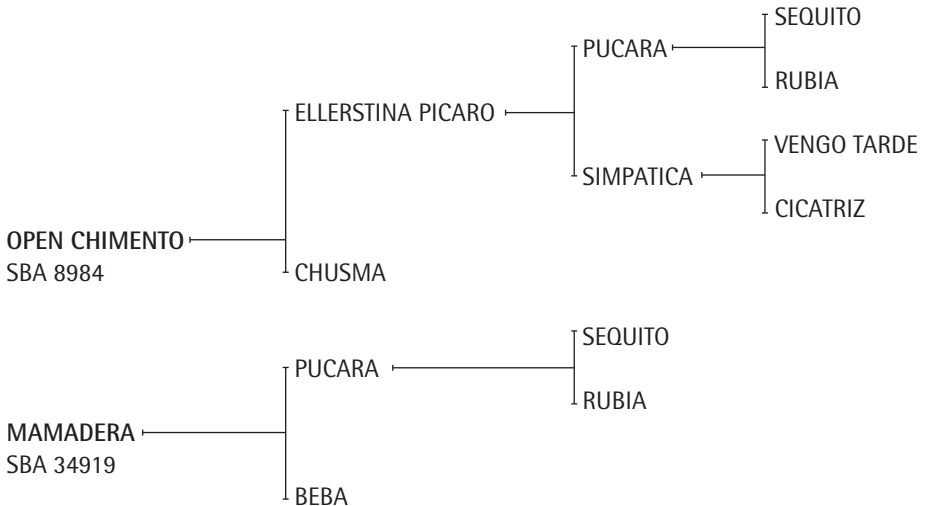 SEQUITO
PUCARA
RUBIA
ELLERSTINA PICARO
VENGO TARDE
SIMPATICA
CICATRIZ
OPEN CHIMENTO
SBA 8984
CHUSMA
SEQUITO
PUCARA
RUBIA
MAMADERA
SBA 34919
BEBA